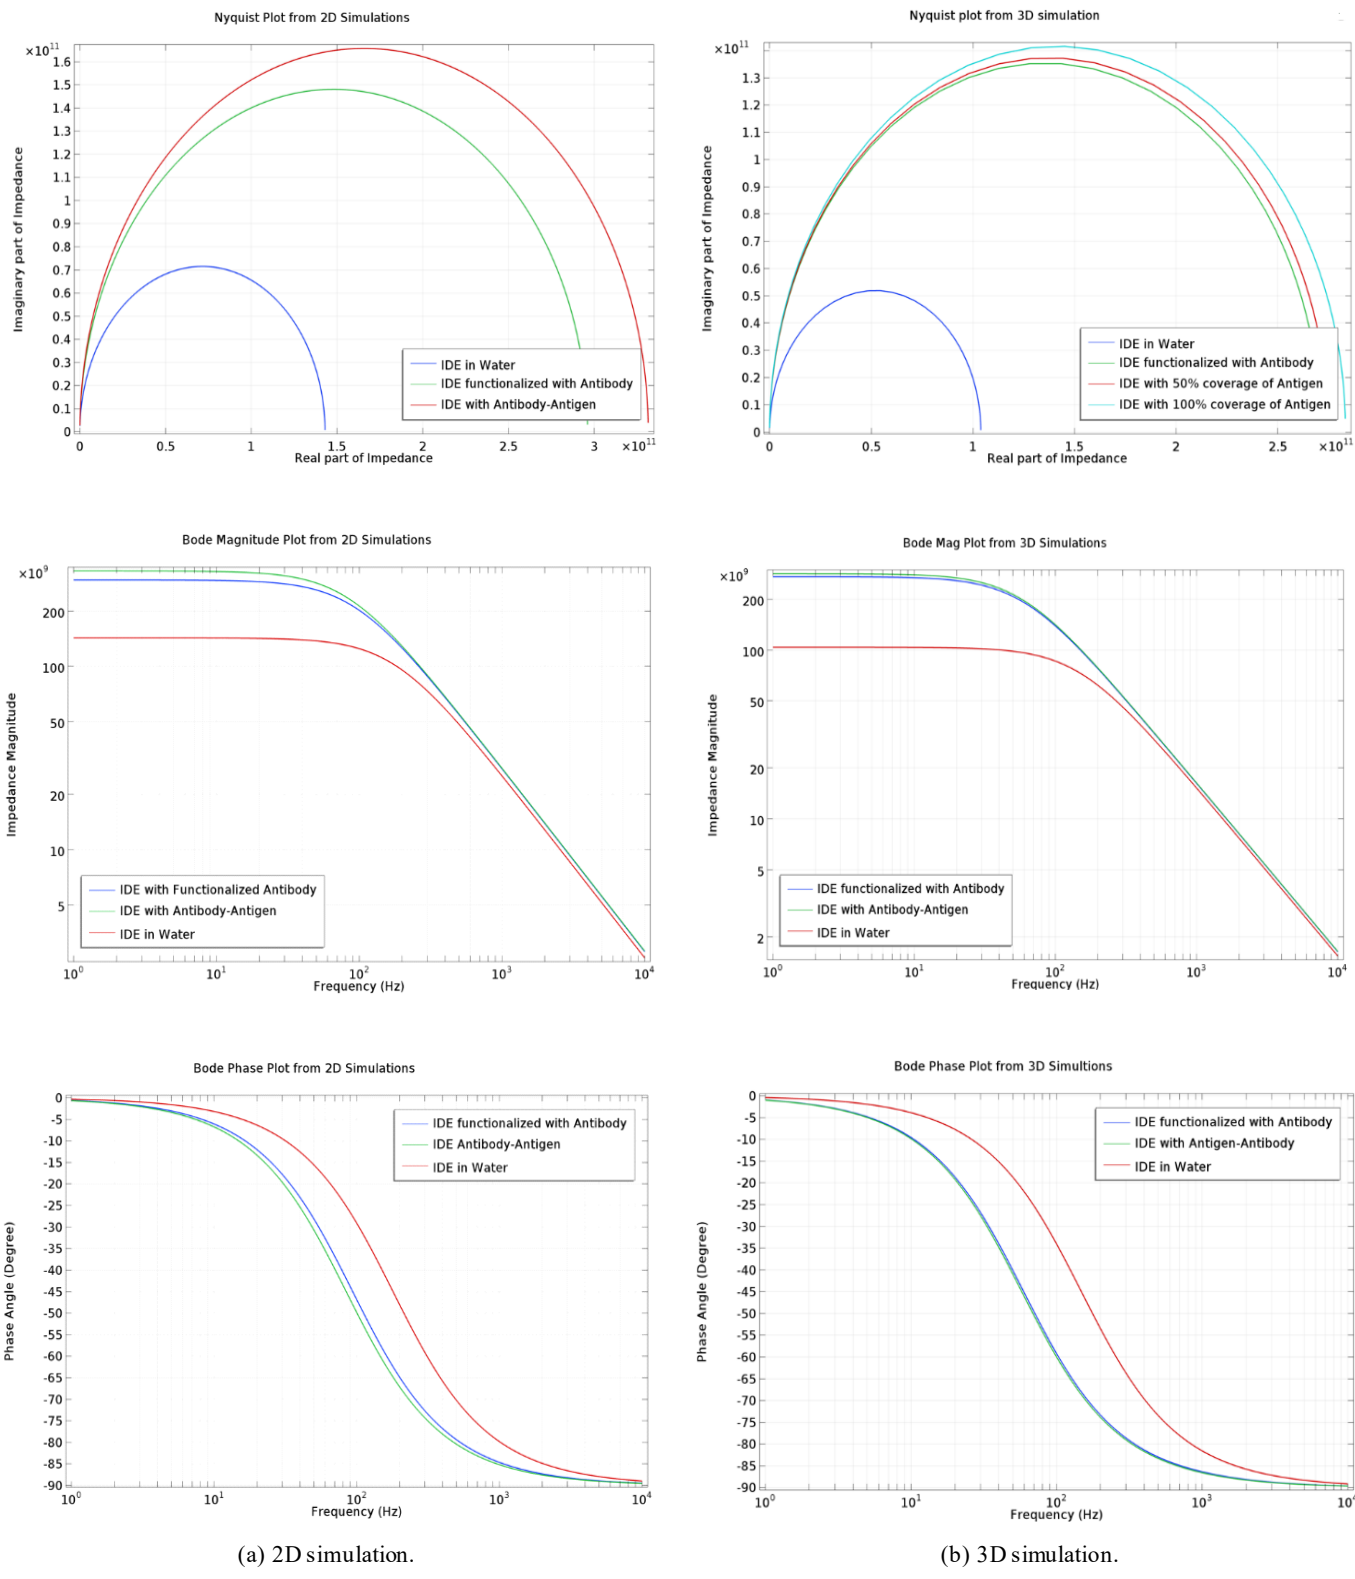 Nyquist Plot from 2D Simulations
×10¹¹
1.6
1.5
1.4
1.3
1.2
1.1
1
0.9
0.8
0.7
0.6
0.5
0.4
0.3
0.2
0.1
0
Imaginary part of Impedance
IDE in Water
IDE functionalized with Antibody
IDE with Antibody-Antigen
0 0.5 1 1.5 2 2.5 3 ×10¹¹
Real part of Impedance
Nyquist plot from 3D simulation
×10¹¹
1.3
1.2
1.1
1
0.9
0.8
0.7
0.6
0.5
0.4
0.3
0.2
0.1
0
Imaginary part of Impedance
IDE in Water
IDE functionalized with Antibody
IDE with 50% coverage of Antigen
IDE with 100% coverage of Antigen
0 0.5 1 1.5 2 2.5 ×10¹¹
Real part of Impedance
Bode Magnitude Plot from 2D Simulations
×10⁹
200
100
50
20
10
5
Impedance Magnitude
IDE with Functionalized Antibody
IDE with Antibody-Antigen
IDE in Water
10⁰ 10¹ 10² 10³ 10⁴
Frequency (Hz)
Bode Mag Plot from 3D Simulations
×10⁹
200
100
50
20
10
5
2
Impedance Magnitude
IDE functionalized with Antibody
IDE with Antibody-Antigen
IDE in Water
10⁰ 10¹ 10² 10³ 10⁴
Frequency (Hz)
Bode Phase Plot from 2D Simulations
0
-5
-10
-15
-20
-25
-30
-35
-40
-45
-50
-55
-60
-65
-70
-75
-80
-85
-90
Phase Angle (Degree)
IDE functionalized with Antibody
IDE Antibody-Antigen
IDE in Water
10⁰ 10¹ 10² 10³ 10⁴
Frequency (Hz)
Bode Phase Plot from 3D Simultions
0
-5
-10
-15
-20
-25
-30
-35
-40
-45
-50
-55
-60
-65
-70
-75
-80
-85
-90
Phase Angle (Degree)
IDE functionalized with Antibody
IDE with Antigen-Antibody
IDE in Water
10⁰ 10¹ 10² 10³ 10⁴
Frequency (Hz)
(a) 2D simulation.
(b) 3D simulation.